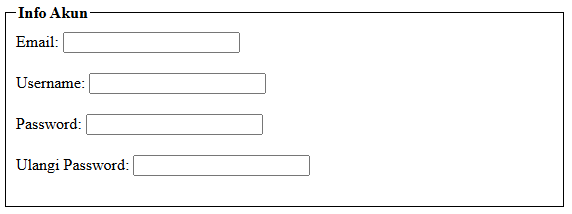 Info Akun
Email:
Username:
Password:
Ulangi Password: